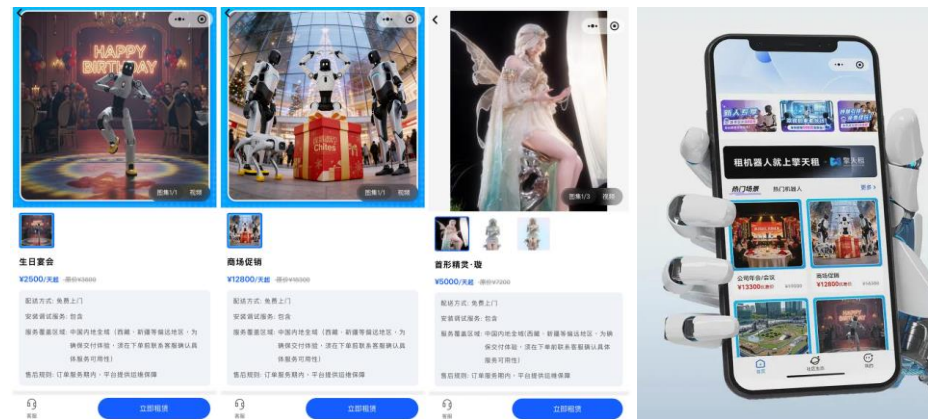 HAPPY
BIRTHDAY
图集1/1 视频
生日宴会
¥2500/天起 原价¥3800
配送方式: 免费上门
安装调试服务: 包含
服务覆盖区域: 中国内地全域 (西藏、新疆等偏远地区，为
确保交付体验，须在下单前联系客服确认具
体服务可用性)
售后规则: 订单服务期内，平台提供运维保障
客服
立即租赁
图集1/1 视频
商场促销
¥12800/天起
配送方式: 免费上门
安装调试服务: 包含
服务覆盖区域: 中国内地全域 (西藏、新疆等偏远地区，为
确保交付体验，须在下单前联系客服确认具
体服务可用性)
售后规则: 订单服务期内，平台提供运维保障
客服
立即租赁
图集1/3 视频
首形精灵·璇
¥5000/天起 原价¥7200
配送方式: 免费上门
安装调试服务: 包含
服务覆盖区域: 中国内地全域(西藏、新疆等偏远地区，为确
保交付体验，须在下单前联系客服确认具体
服务可用性)
售后规则: 订单服务期内，平台提供运维保障
客服
立即租赁
新人专享
租机器人就上擎天租 擎天租
热门场景 热门机器人 更多
公司年会/会议
¥13300
商场促销
¥12800
首页
我的